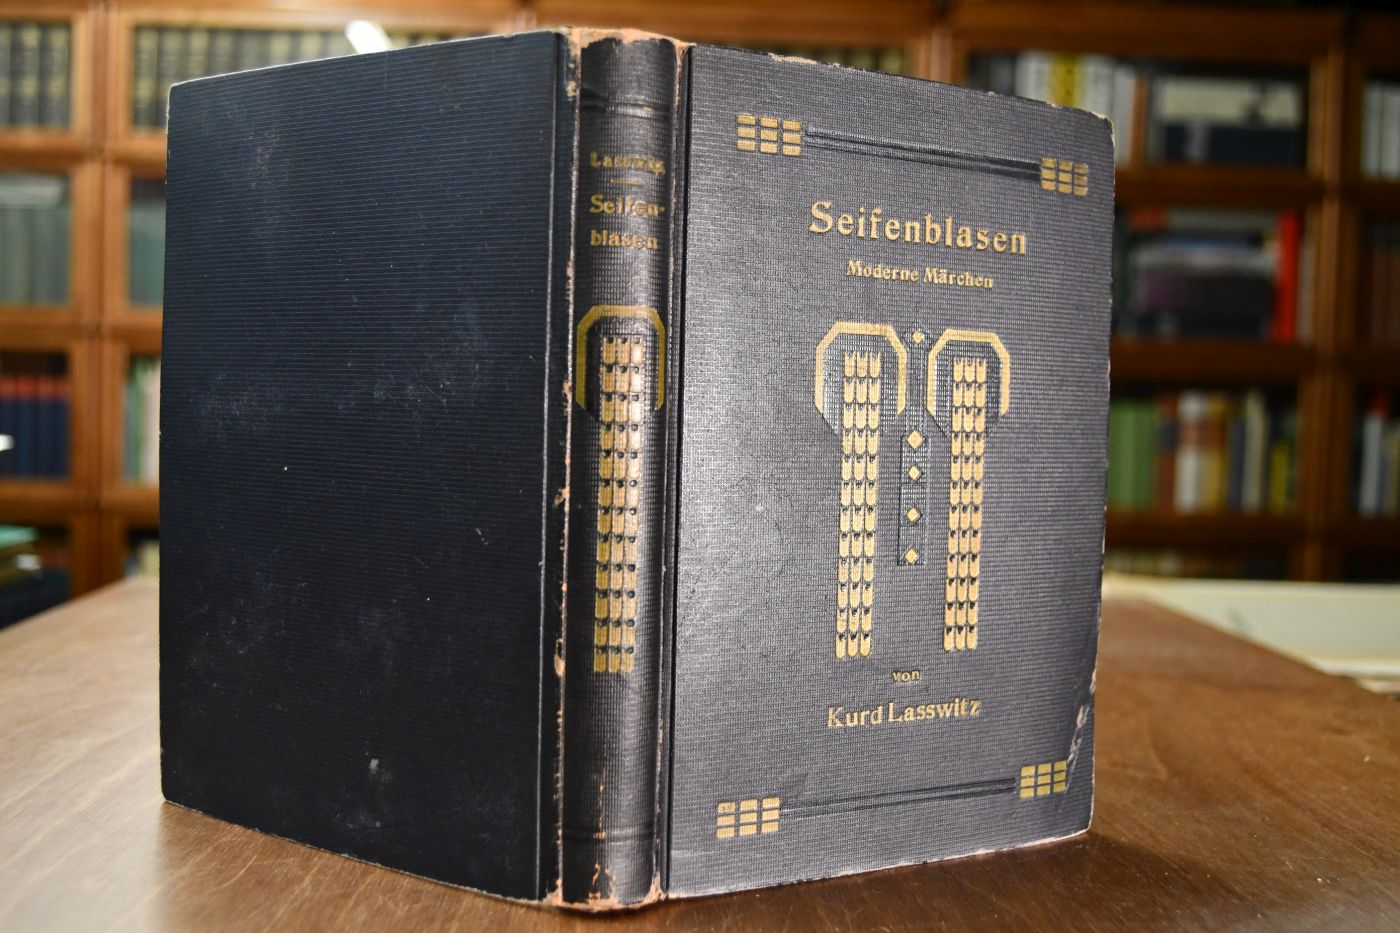 Lasswitz
Seifen-
blasen
Seifenblasen
Moderne Märchen
von
Kurd Lasswitz